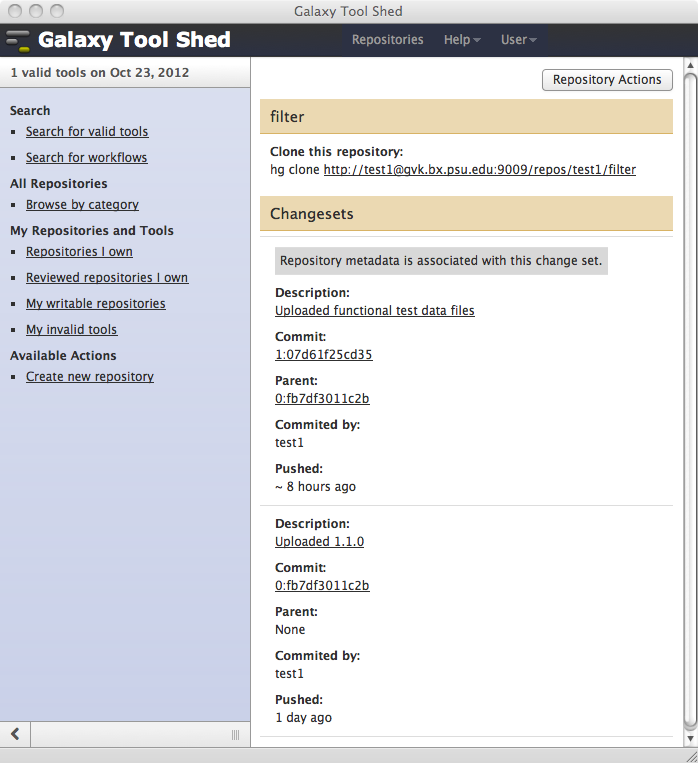 Galaxy Tool Shed
Galaxy Tool Shed
Repositories Help User
1 valid tools on Oct 23, 2012
Search
Search for valid tools
Search for workflows
All Repositories
Browse by category
My Repositories and Tools
Repositories I own
Reviewed repositories I own
My writable repositories
My invalid tools
Available Actions
Create new repository
Repository Actions
filter
Clone this repository:
hg clone http://test1@gvk.bx.psu.edu:9009/repos/test1/filter
Changesets
Repository metadata is associated with this change set.
Description:
Uploaded functional test data files
Commit:
1:07d61f25cd35
Parent:
0:fb7df3011c2b
Commited by:
test1
Pushed:
~ 8 hours ago
Description:
Uploaded 1.1.0
Commit:
0:fb7df3011c2b
Parent:
None
Commited by:
test1
Pushed:
1 day ago